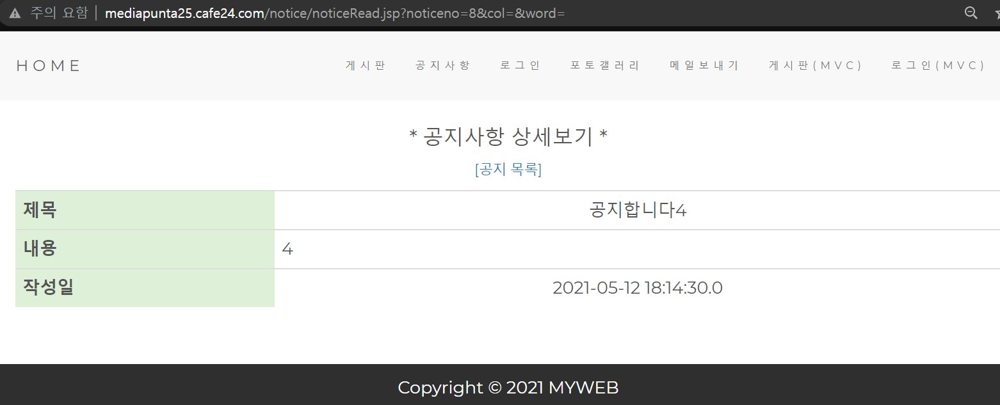 주의 요함 | mediapunta25.cafe24.com/notice/noticeRead.jsp?noticeno=8&col=&word=
HOME 게시판 공지사항 로그인 포토갤러리 메일보내기 게시판(MVC) 로그인(MVC)
* 공지사항 상세보기 *
[공지 목록]
제목 공지합니다4
내용 4
작성일 2021-05-12 18:14:30.0
Copyright © 2021 MYWEB